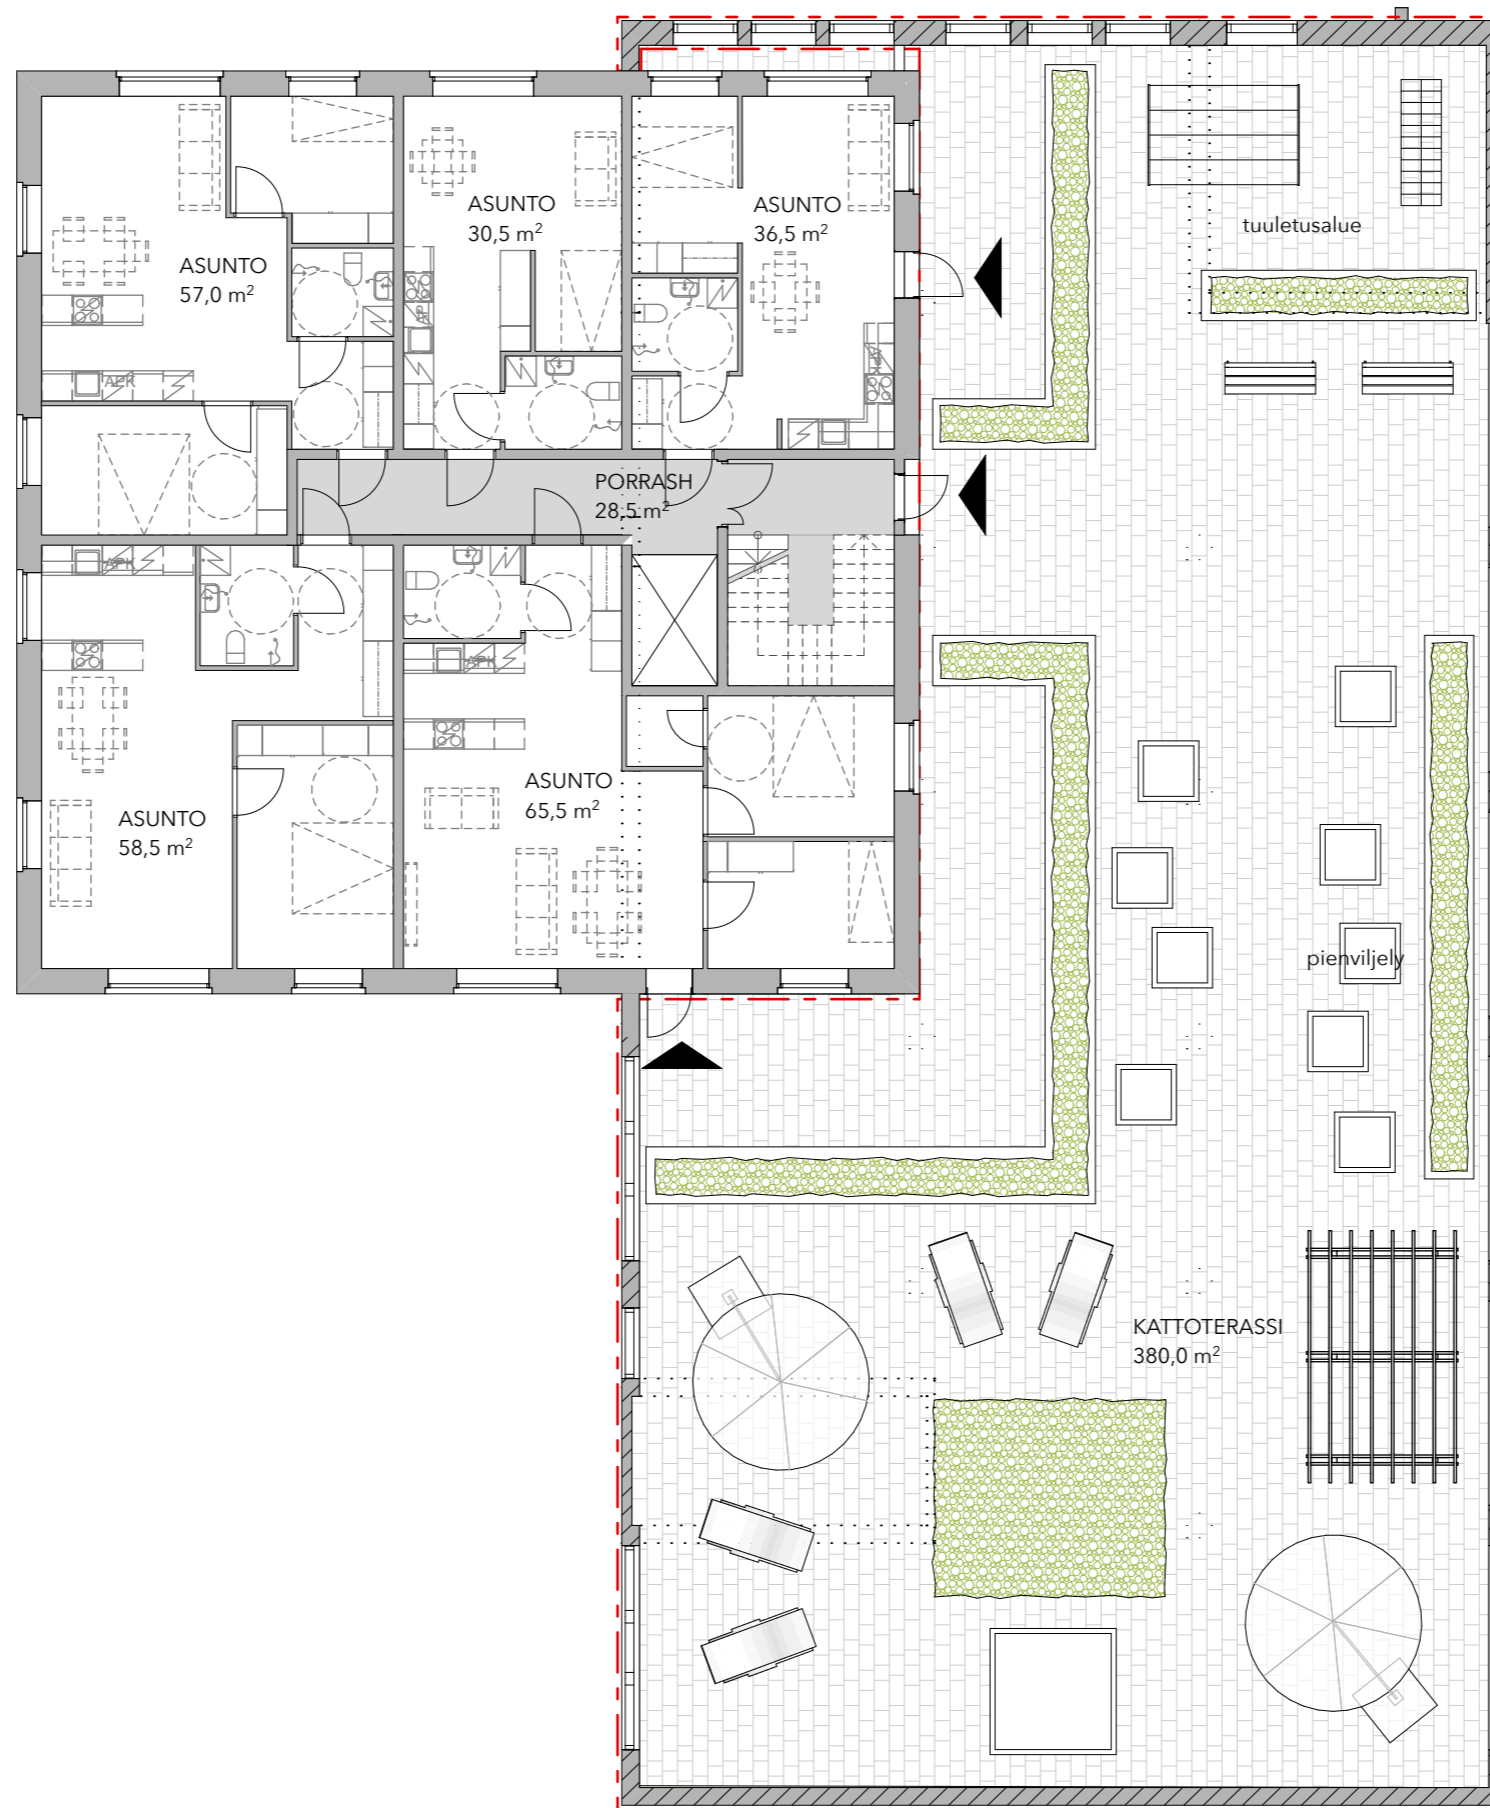 tuuletusalue
ASUNTO
30,5 m²
ASUNTO
36,5 m²
ASUNTO
57,0 m²
APK
PORRASH
28,5 m²
ASUNTO
65,5 m²
ASUNTO
58,5 m²
pienviljely
KATTOTERASSI
380,0 m²